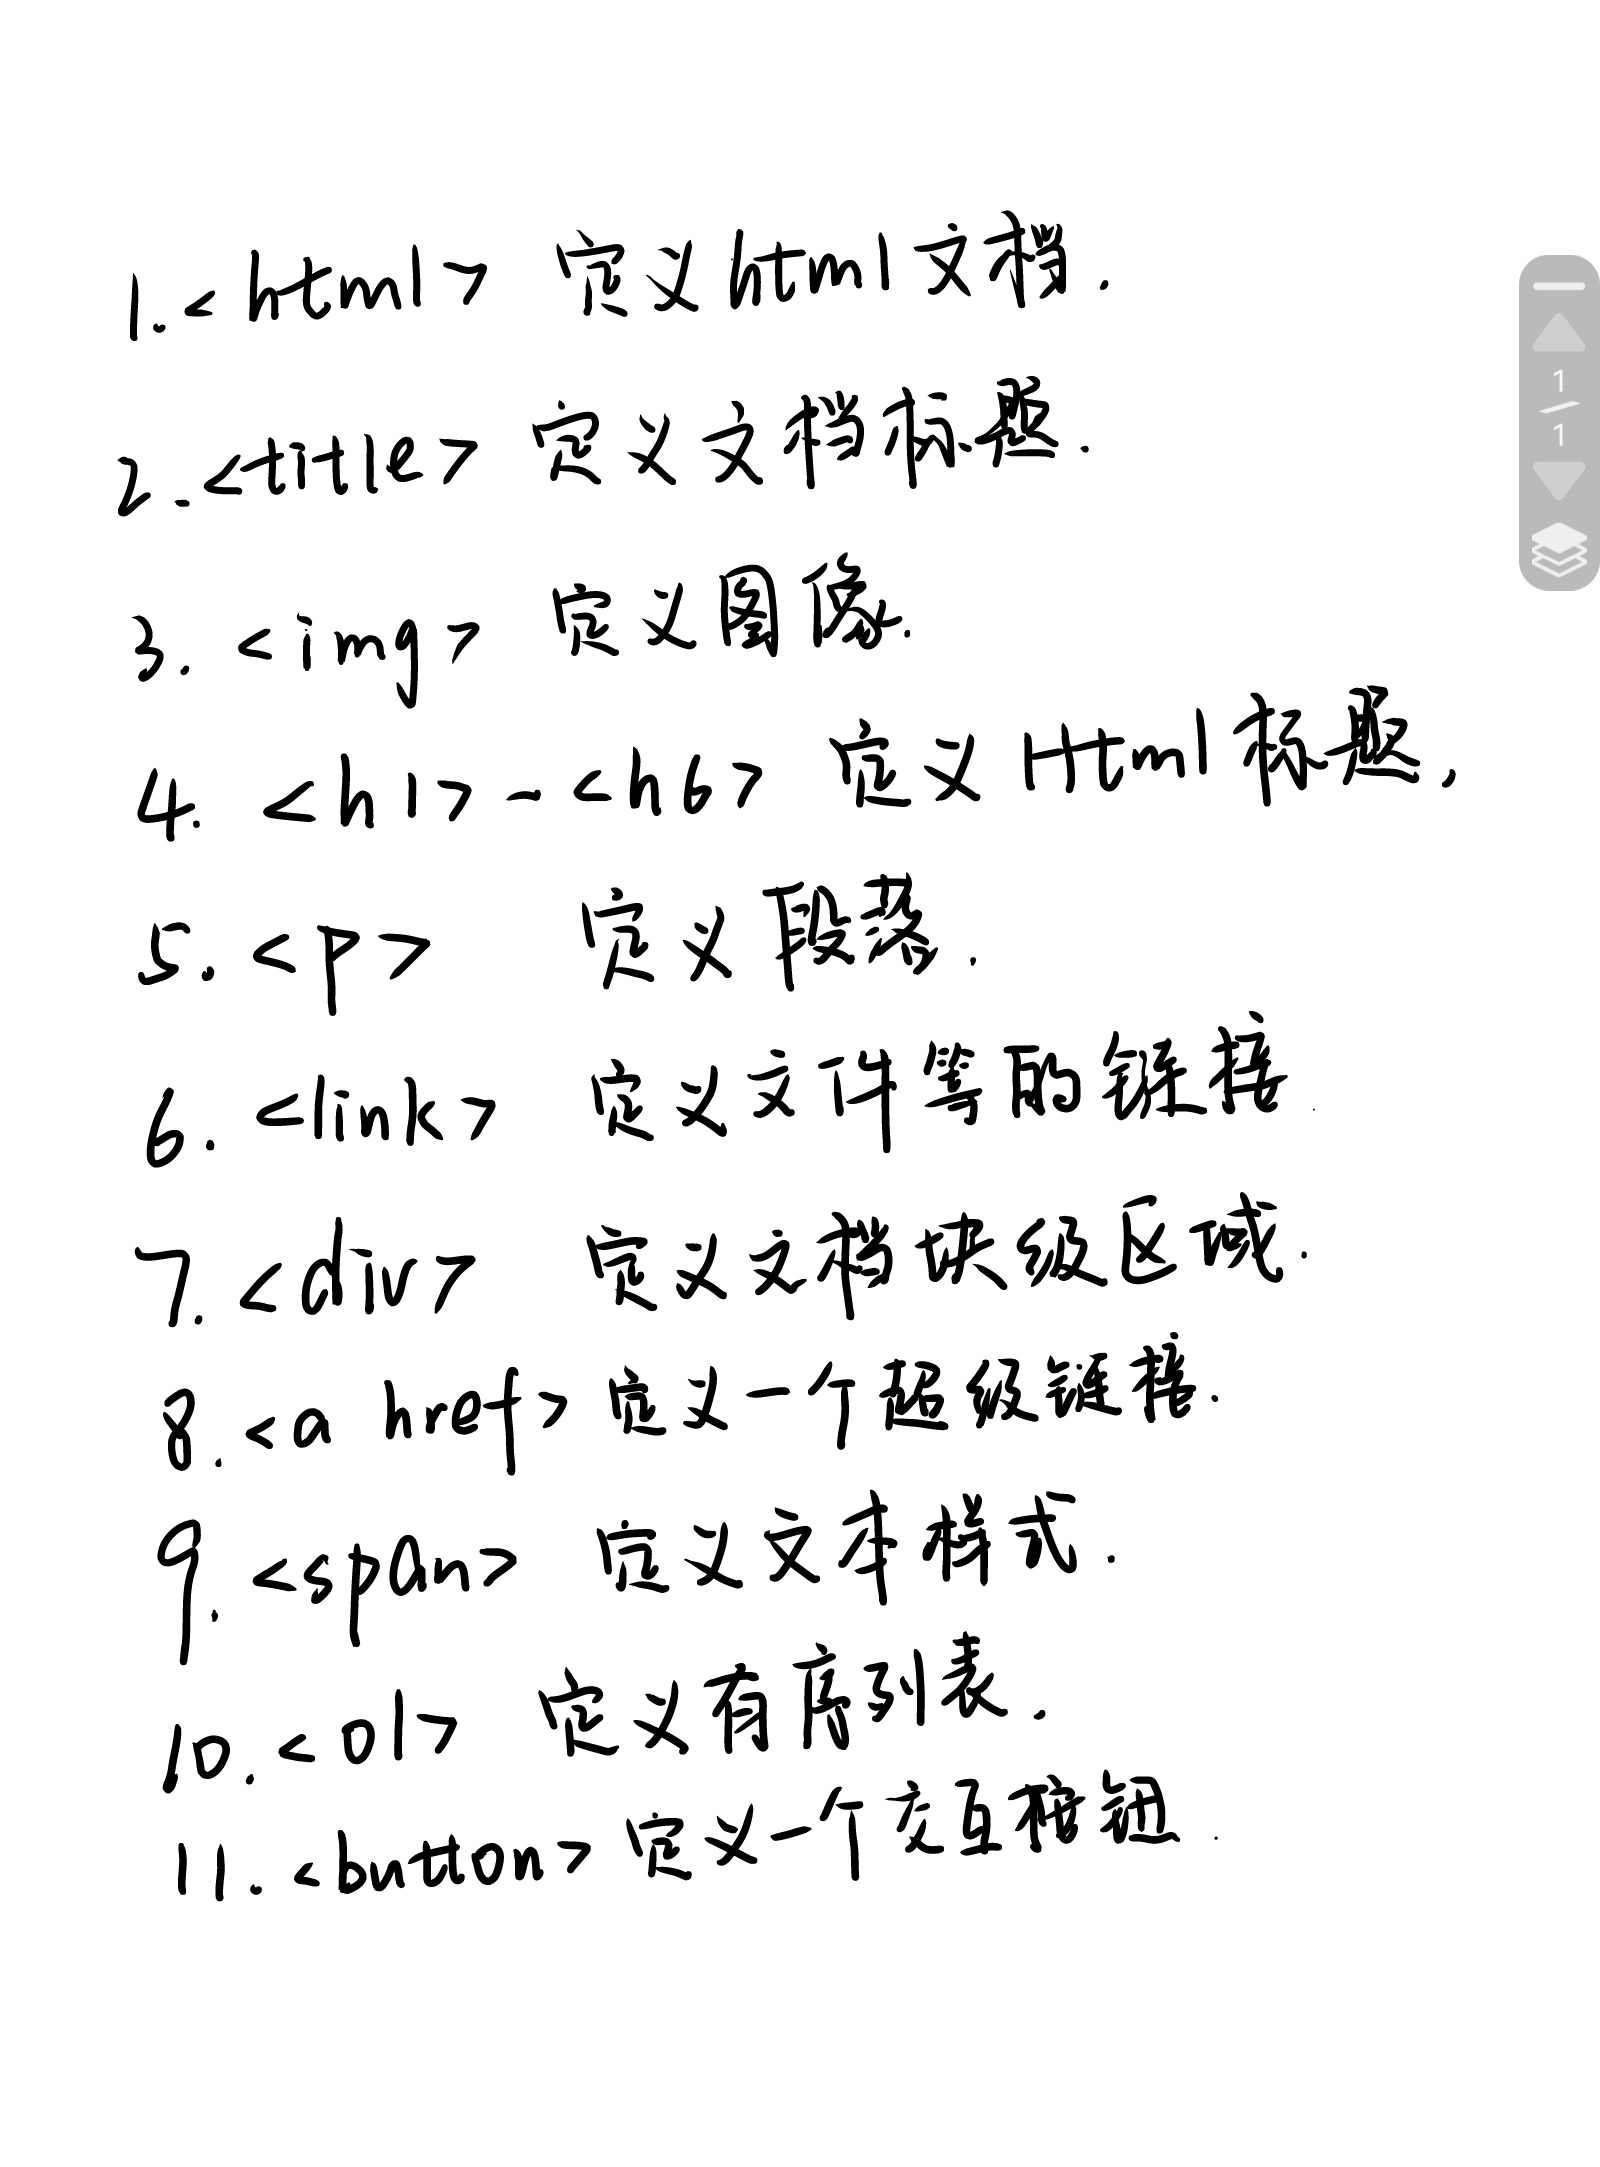 1.<html> 定义html文档.
2.<title> 定义文档标题.
3.<img> 定义图像.
4.<h1>-<h6> 定义Html标题,
5.<p> 定义段落.
6.<link> 定义文件等的链接.
7.<div> 定义文档块级区域.
8.<a href> 定义一个超级链接.
9.<span> 定义文本样式.
10.<ol> 定义有序列表.
11.<button> 定义一个交互按钮.
1
1